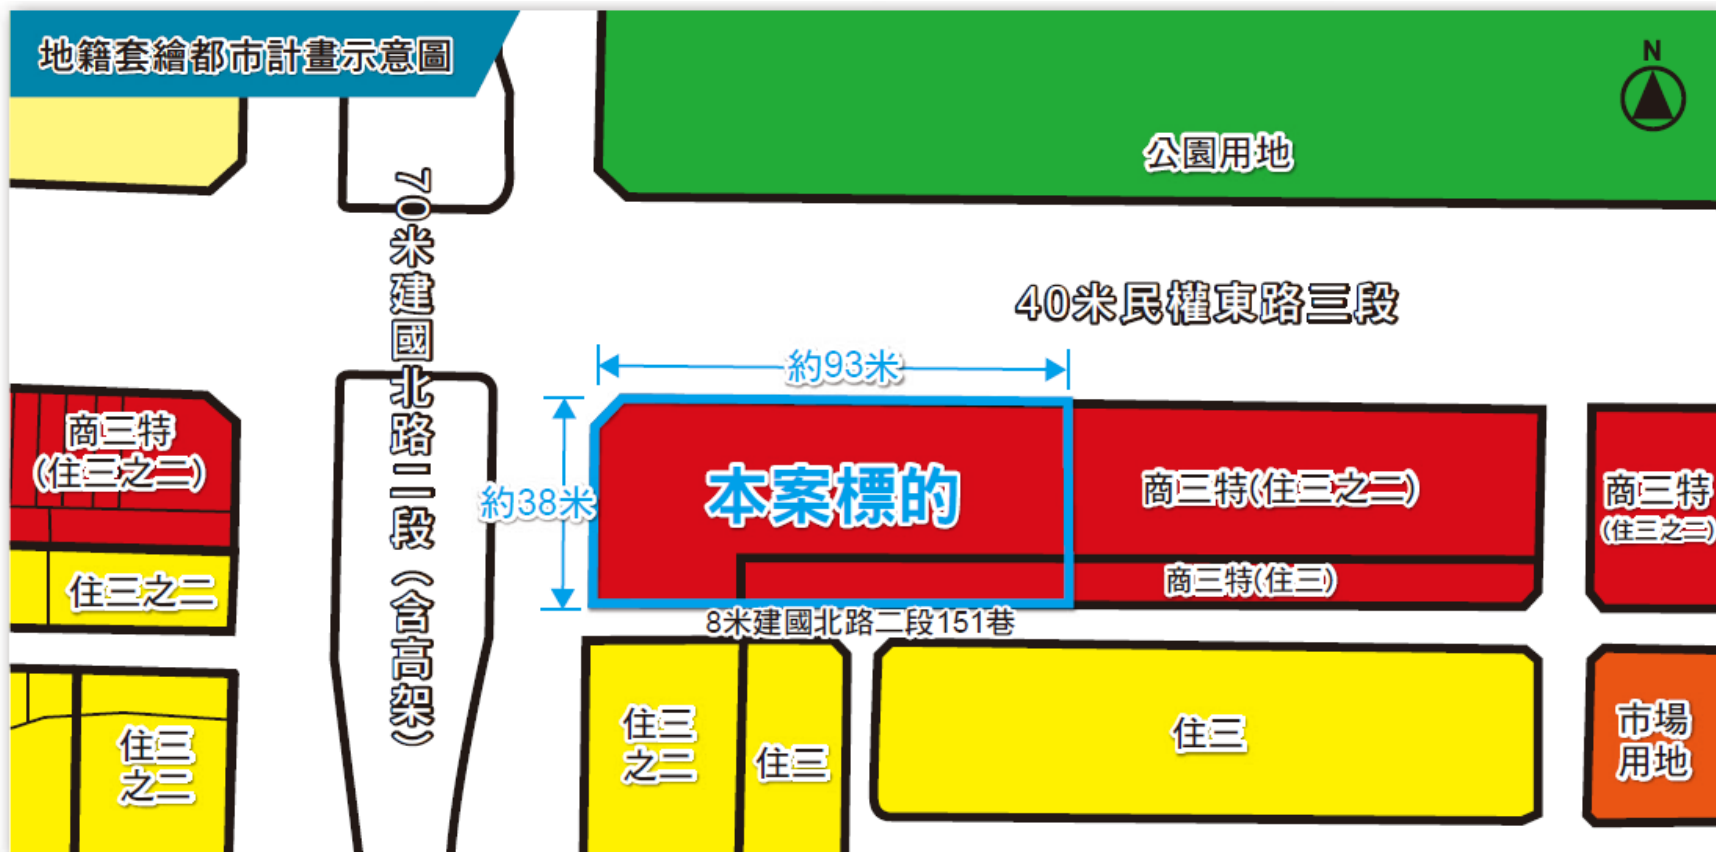 地籍套繪都市計畫示意圖
N
公園用地
70米建國北路二段（含高架）
40米民權東路三段
約93米
約38米
本案標的
商三特
(住三之二)
商三特(住三之二)
商三特
(住三之二)
商三特(住三)
住三之二
8米建國北路二段151巷
住三
之二
住三
之二
住三
住三
市場
用地